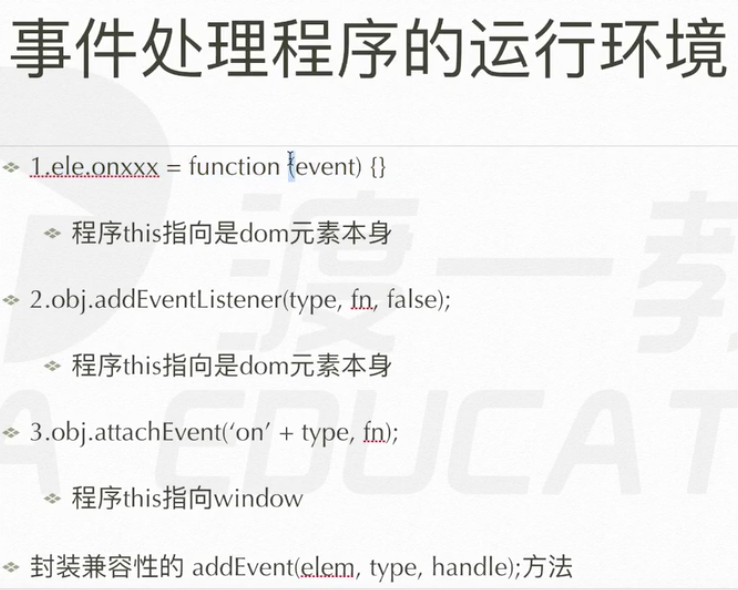 事件处理程序的运行环境
1.ele.onxxx = function (event) {}
程序this指向是dom元素本身
2.obj.addEventListener(type, fn, false);
程序this指向是dom元素本身
3.obj.attachEvent(‘on’ + type, fn);
程序this指向window
封装兼容性的 addEvent(elem, type, handle);方法
渡一教
A EDUCAT